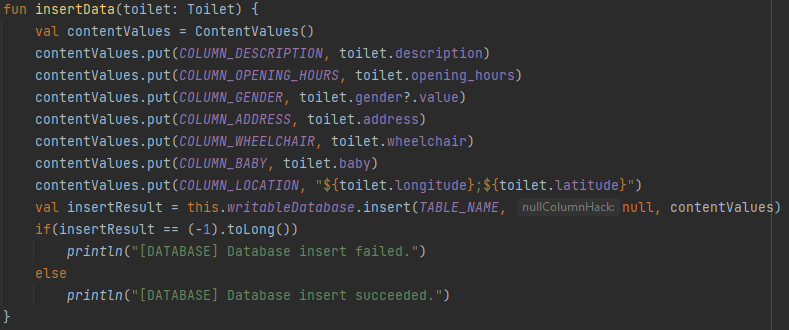 fun insertData(toilet: Toilet) {
    val contentValues = ContentValues()
    contentValues.put(COLUMN_DESCRIPTION, toilet.description)
    contentValues.put(COLUMN_OPENING_HOURS, toilet.opening_hours)
    contentValues.put(COLUMN_GENDER, toilet.gender?.value)
    contentValues.put(COLUMN_ADDRESS, toilet.address)
    contentValues.put(COLUMN_WHEELCHAIR, toilet.wheelchair)
    contentValues.put(COLUMN_BABY, toilet.baby)
    contentValues.put(COLUMN_LOCATION, "${toilet.longitude};${toilet.latitude}")
    val insertResult = this.writableDatabase.insert(TABLE_NAME, nullColumnHack: null, contentValues)
    if(insertResult == (-1).toLong())
        println("[DATABASE] Database insert failed.")
    else
        println("[DATABASE] Database insert succeeded.")
}